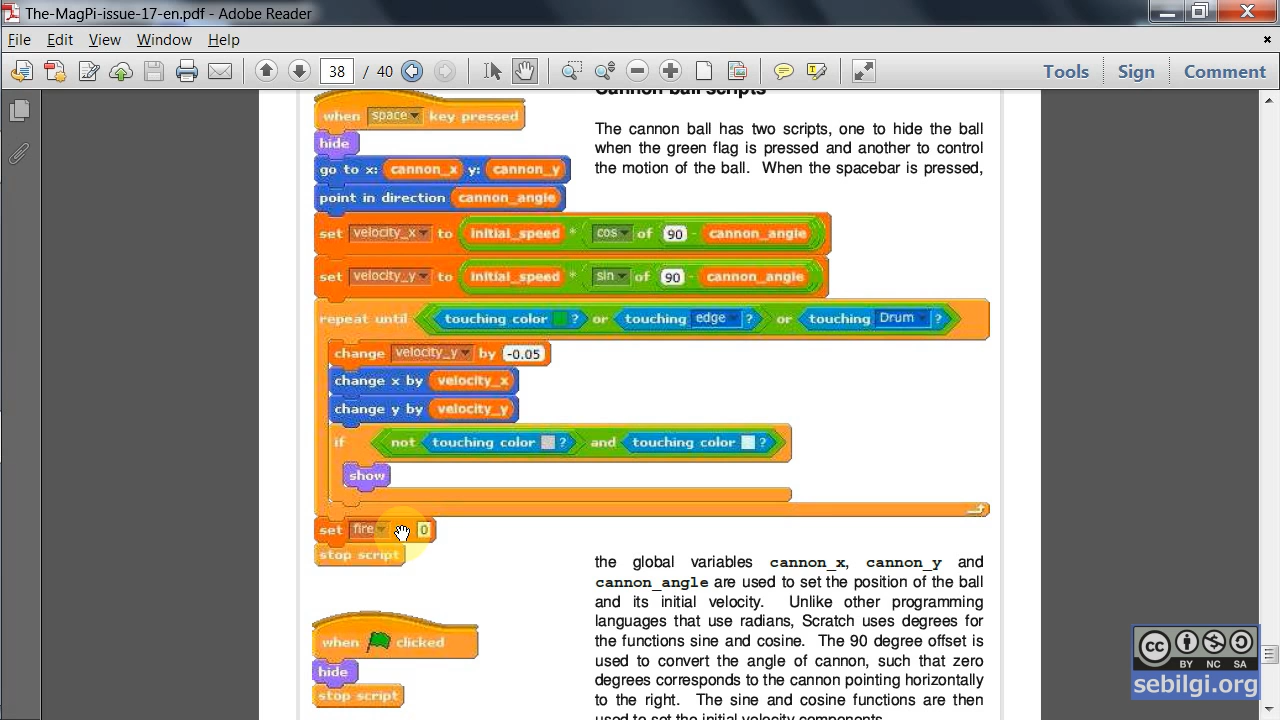 The-MagPi-issue-17-en.pdf - Adobe Reader
File Edit View Window Help
38 / 40 Tools Sign Comment
Cannon ball scripts
when space key pressed
hide
go to x: cannon_x y: cannon_y
point in direction cannon_angle
The cannon ball has two scripts, one to hide the ball
when the green flag is pressed and another to control
the motion of the ball. When the spacebar is pressed,
set velocity_x to initial_speed * cos of 90 - cannon_angle
set velocity_y to initial_speed * sin of 90 - cannon_angle
repeat until touching color ? or touching edge ? or touching Drum ?
change velocity_y by -0.05
change x by velocity_x
change y by velocity_y
if not touching color ? and touching color ?
show
set fire 0
stop script
when clicked
hide
stop script
the global variables cannon_x, cannon_y and
cannon_angle are used to set the position of the ball
and its initial velocity. Unlike other programming
languages that use radians, Scratch uses degrees for
the functions sine and cosine. The 90 degree offset is
used to convert the angle of cannon, such that zero
degrees corresponds to the cannon pointing horizontally
to the right. The sine and cosine functions are then
used to set the initial velocity components.
cc BY NC SA
sebilgi.org